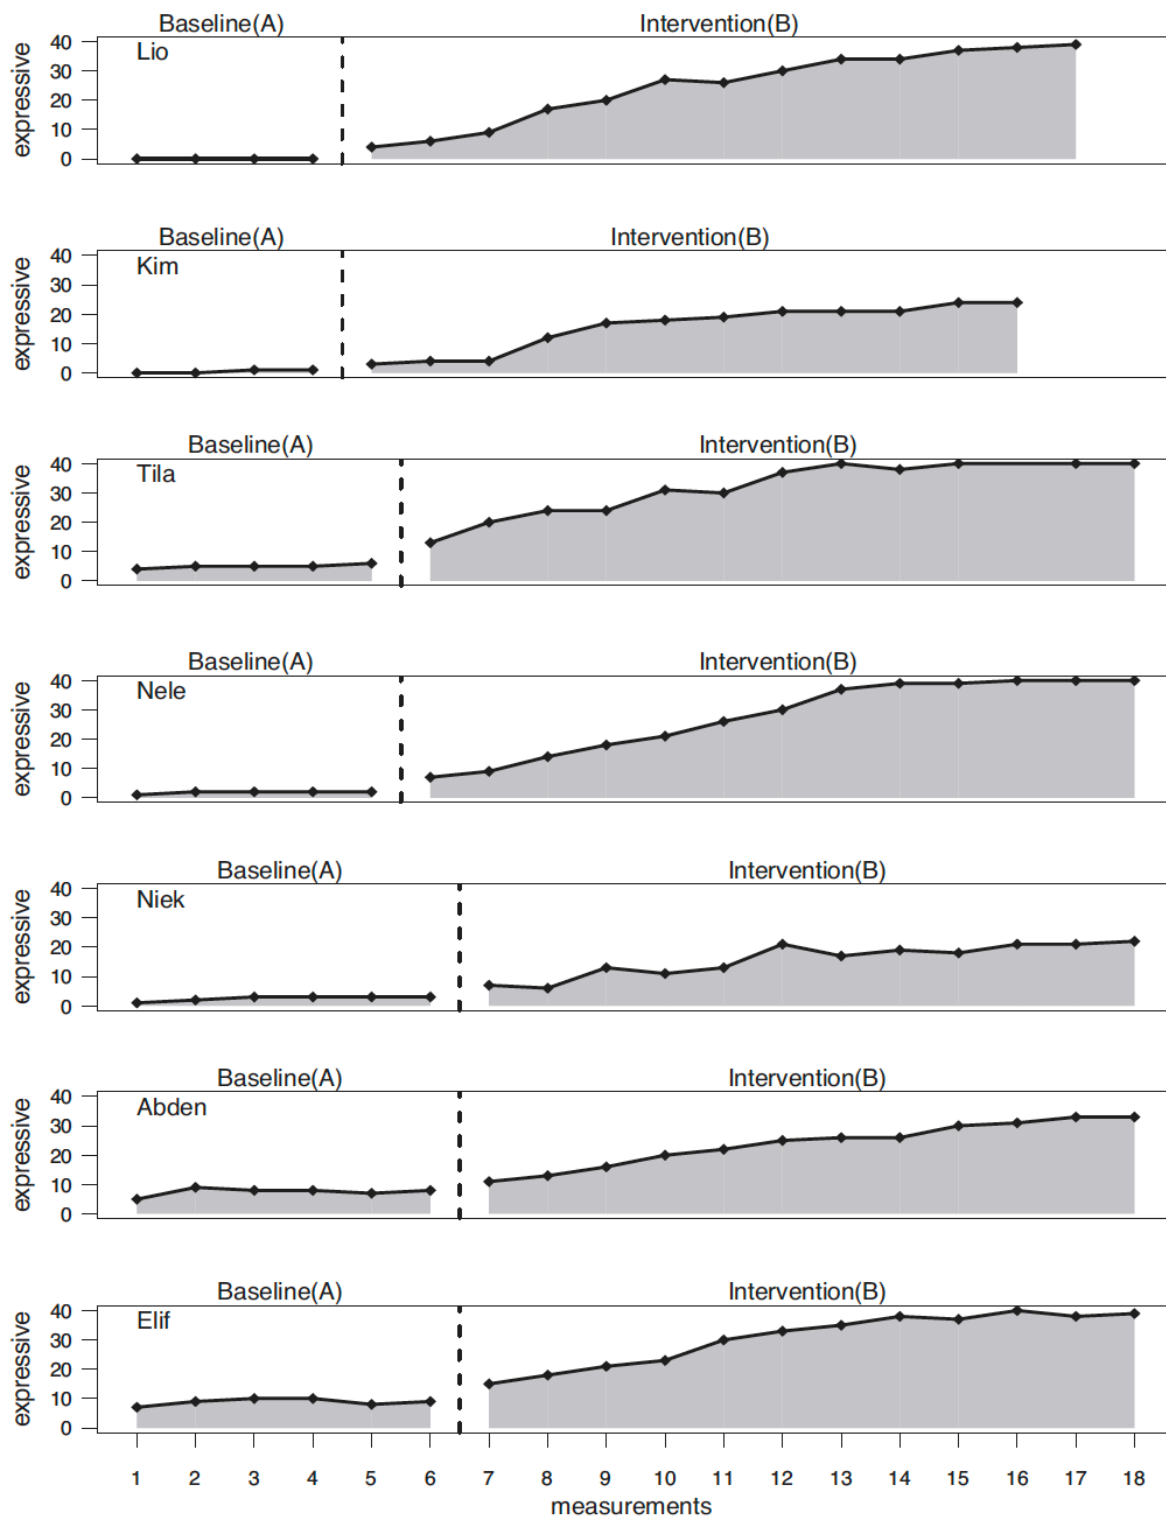 Baseline(A) Intervention(B)
Lio
expressive
40
30
20
10
0
Baseline(A) Intervention(B)
Kim
expressive
40
30
20
10
0
Baseline(A) Intervention(B)
Tila
expressive
40
30
20
10
0
Baseline(A) Intervention(B)
Nele
expressive
40
30
20
10
0
Baseline(A) Intervention(B)
Niek
expressive
40
30
20
10
0
Baseline(A) Intervention(B)
Abden
expressive
40
30
20
10
0
Baseline(A) Intervention(B)
Elif
expressive
40
30
20
10
0
1 2 3 4 5 6 7 8 9 10 11 12 13 14 15 16 17 18
measurements